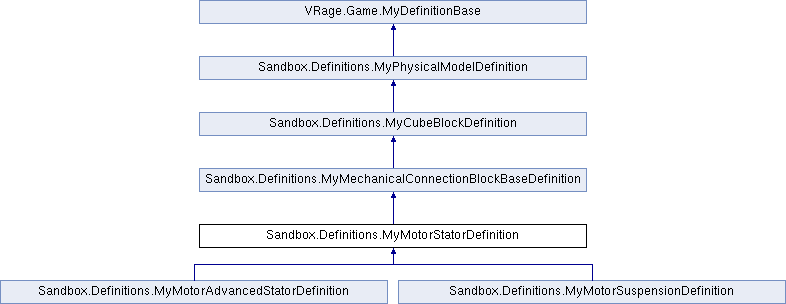 VRage.Game.MyDefinitionBase
Sandbox.Definitions.MyPhysicalModelDefinition
Sandbox.Definitions.MyCubeBlockDefinition
Sandbox.Definitions.MyMechanicalConnectionBlockBaseDefinition
Sandbox.Definitions.MyMotorStatorDefinition
Sandbox.Definitions.MyMotorAdvancedStatorDefinition
Sandbox.Definitions.MyMotorSuspensionDefinition